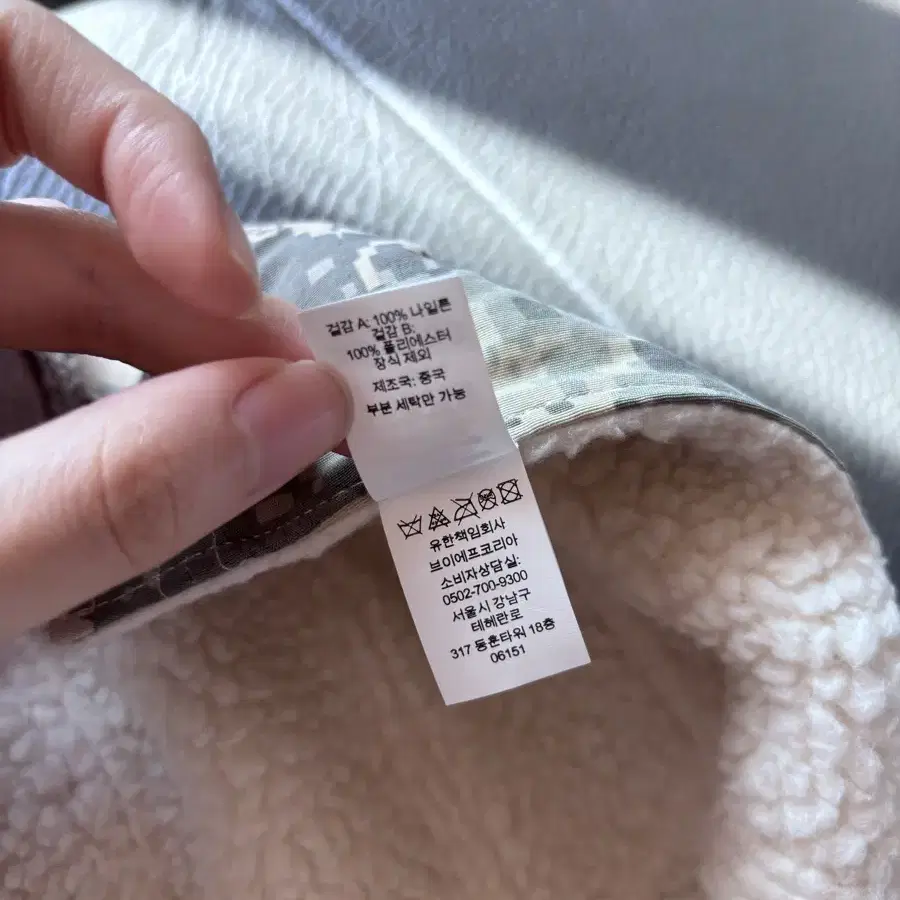 겉감 A: 100% 나일론
겉감 B:
100% 폴리에스터
장식 제외
제조국: 중국
부분 세탁만 가능
유한책임회사
브이에프코리아
소비자상담실:
0502-700-9300
서울시 강남구
테헤란로
317 동훈타워 18층
06151